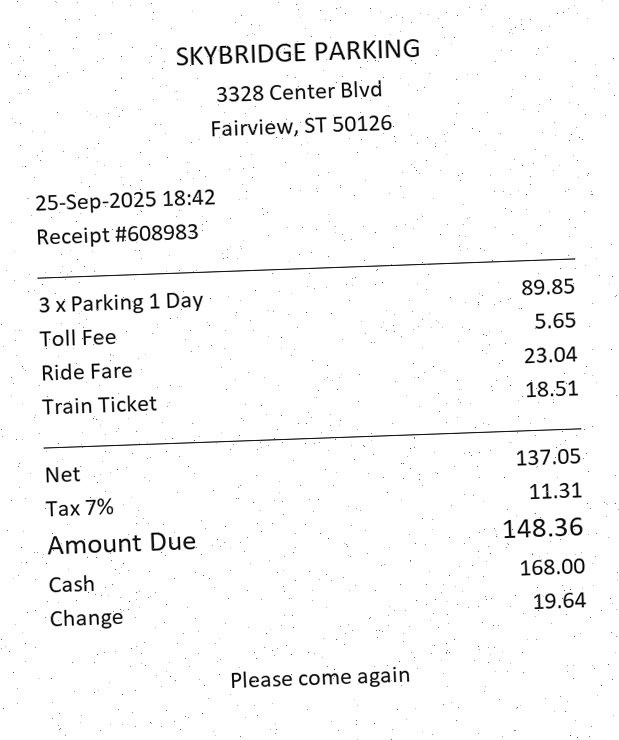 SKYBRIDGE PARKING
3328 Center Blvd
Fairview, ST 50126
25-Sep-2025 18:42
Receipt #608983
3 x Parking 1 Day 89.85
Toll Fee 5.65
Ride Fare 23.04
Train Ticket 18.51
Net 137.05
Tax 7% 11.31
Amount Due 148.36
Cash 168.00
Change 19.64
Please come again